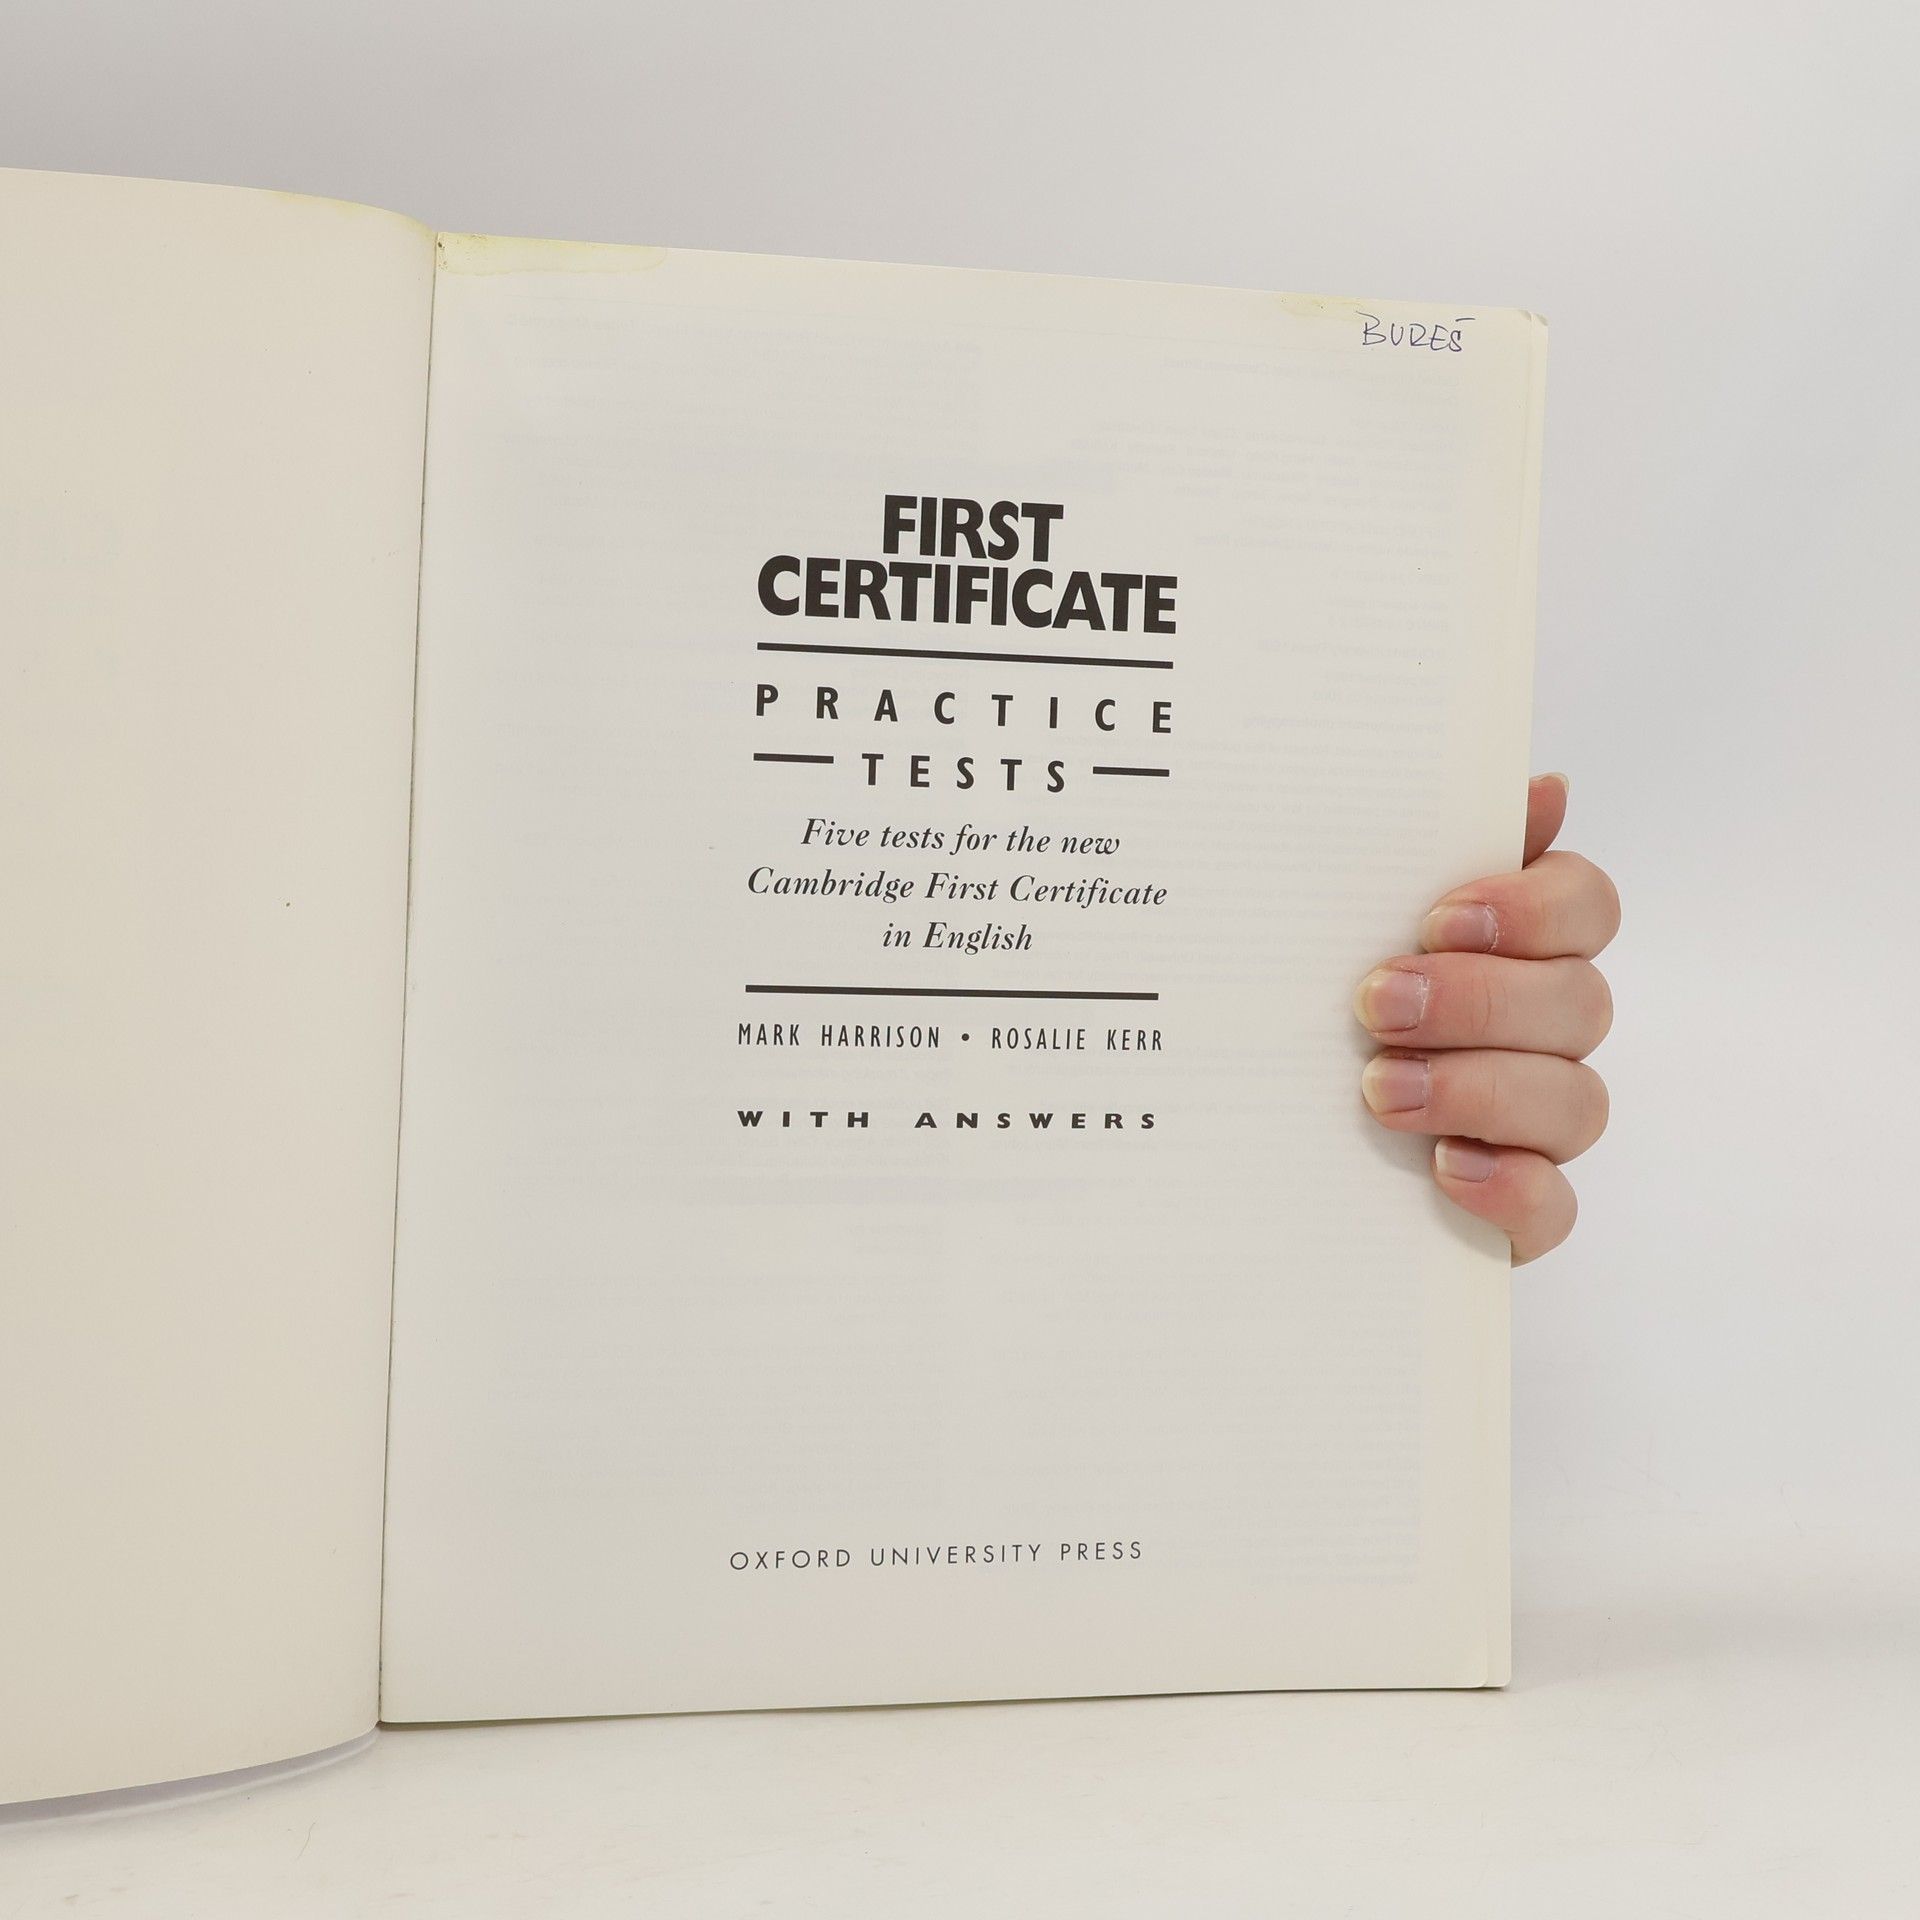 BUREŠ
FIRST
CERTIFICATE
PRACTICE
TESTS
Five tests for the new
Cambridge First Certificate
in English
MARK HARRISON • ROSALIE KERR
WITH ANSWERS
OXFORD UNIVERSITY PRESS